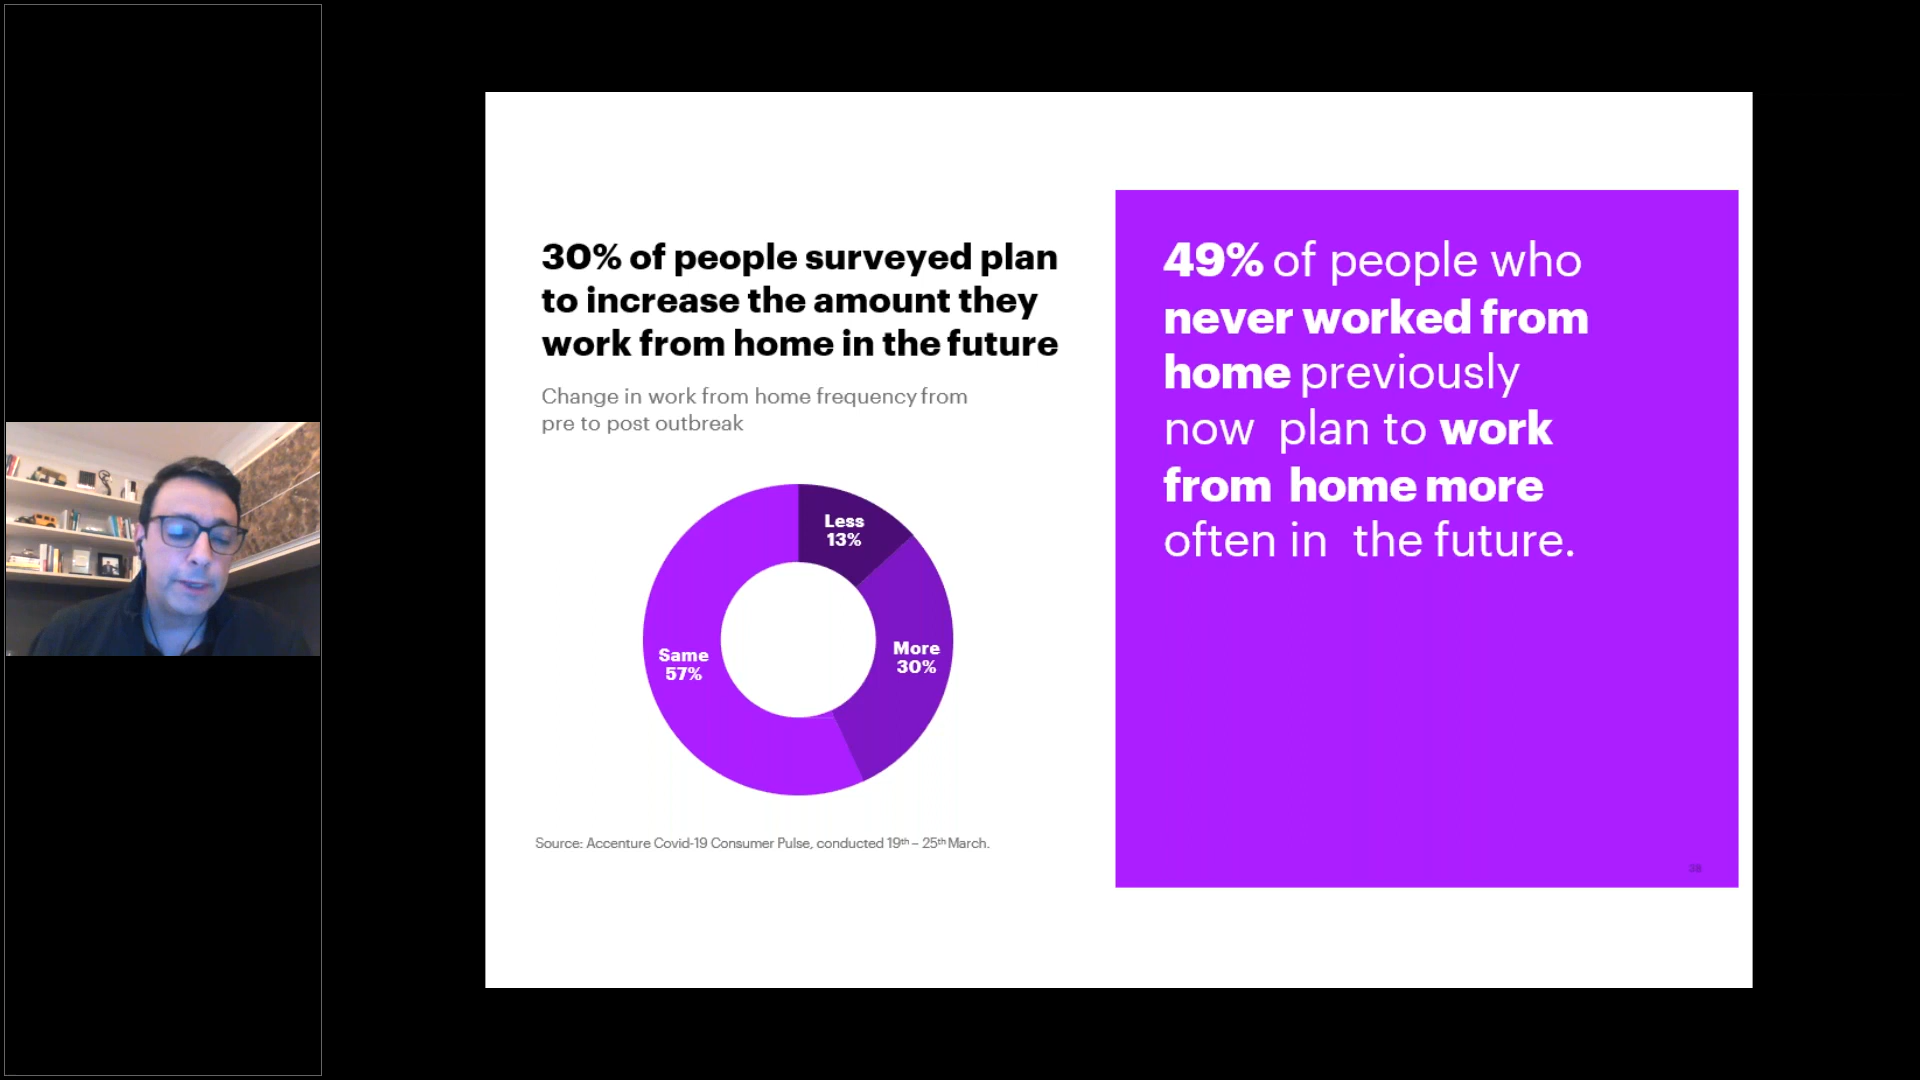 30% of people surveyed plan
to increase the amount they
work from home in the future
Change in work from home frequency from
pre to post outbreak
Less
13%
More
30%
Same
57%
Source: Accenture Covid-19 Consumer Pulse, conducted 19th – 25th March.
49% of people who
never worked from
home previously
now plan to work
from home more
often in the future.
38